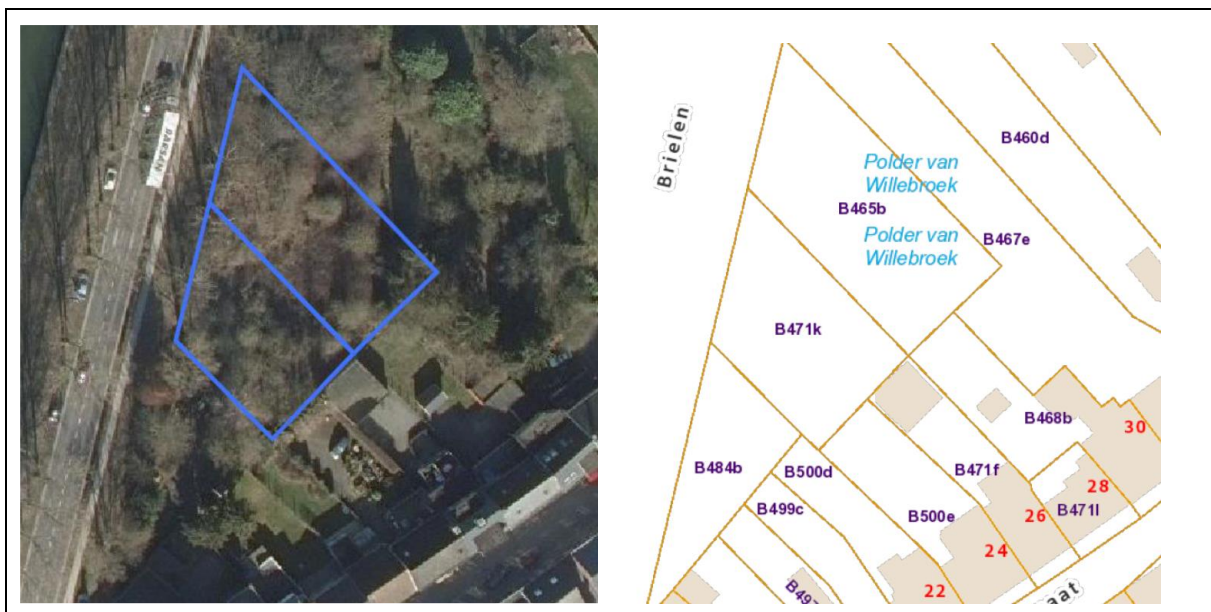 BARSAN
Brielen
B460d
Polder van
Willebroek
B465b
B467e
Polder van
Willebroek
B471k
B468b
30
B484b
B500d
B471f
28
B499c
B500e
26
B471l
24
22